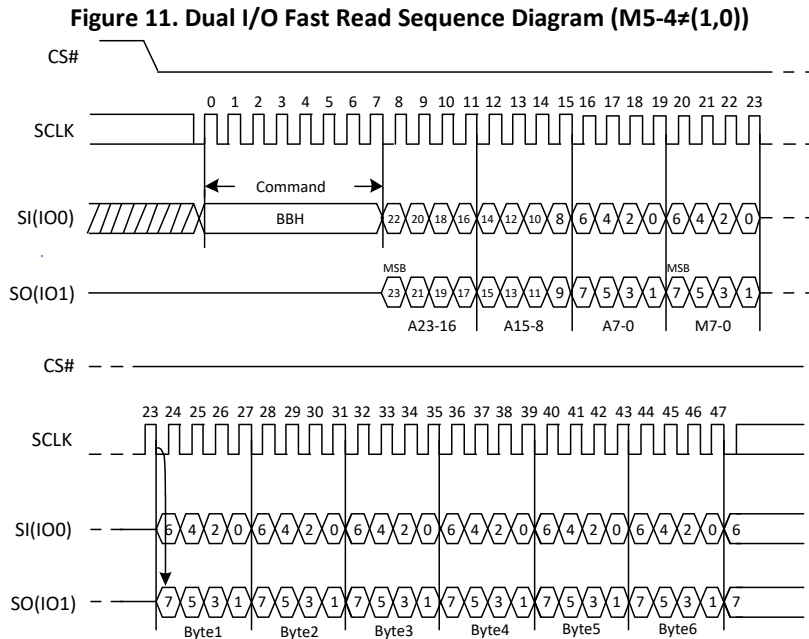 Figure 11. Dual I/O Fast Read Sequence Diagram (M5-4≠(1,0))
CS#
0 1 2 3 4 5 6 7 8 9 10 11 12 13 14 15 16 17 18 19 20 21 22 23
SCLK
Command
SI(IO0) BBH 22 20 18 16 14 12 10 8 6 4 2 0 6 4 2 0
MSB MSB
SO(IO1) 23 21 19 17 15 13 11 9 7 5 3 1 7 5 3 1
A23-16 A15-8 A7-0 M7-0
CS#
23 24 25 26 27 28 29 30 31 32 33 34 35 36 37 38 39 40 41 42 43 44 45 46 47
SCLK
SI(IO0) 6 4 2 0 6 4 2 0 6 4 2 0 6 4 2 0 6 4 2 0 6 4 2 0 6
SO(IO1) 7 5 3 1 7 5 3 1 7 5 3 1 7 5 3 1 7 5 3 1 7 5 3 1 7
Byte1 Byte2 Byte3 Byte4 Byte5 Byte6